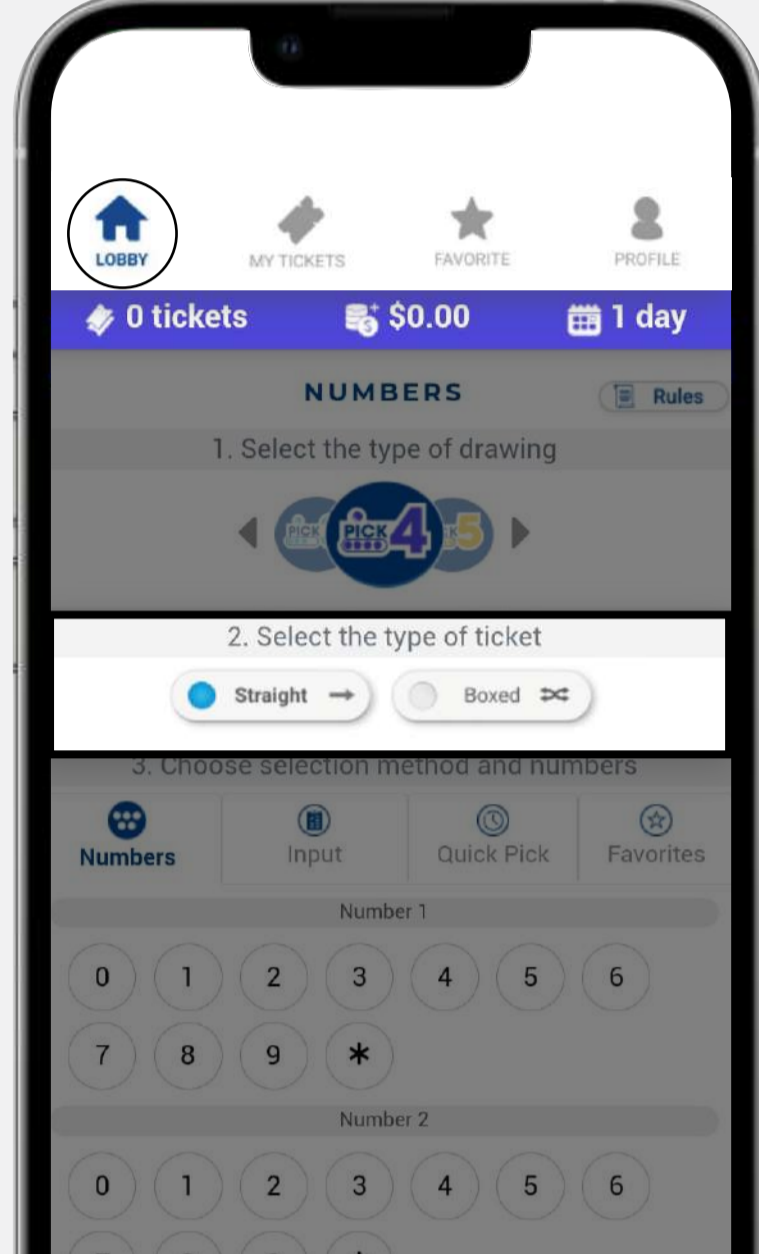 LOBBY MY TICKETS FAVORITE PROFILE
0 tickets $0.00 1 day
NUMBERS Rules
1. Select the type of drawing
PICK PICK 4 5
2. Select the type of ticket
Straight Boxed
3. Choose selection method and numbers
Numbers Input Quick Pick Favorites
Number 1
0 1 2 3 4 5 6
7 8 9 *
Number 2
0 1 2 3 4 5 6